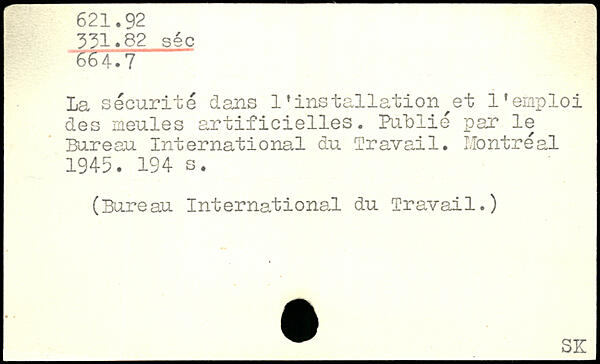 621.92
331.82 séc
664.7
La sécurité dans l'installation et l'emploi
des meules artificielles. Publié par le
Bureau International du Travail. Montréal
1945. 194 s.
(Bureau International du Travail.)
SK